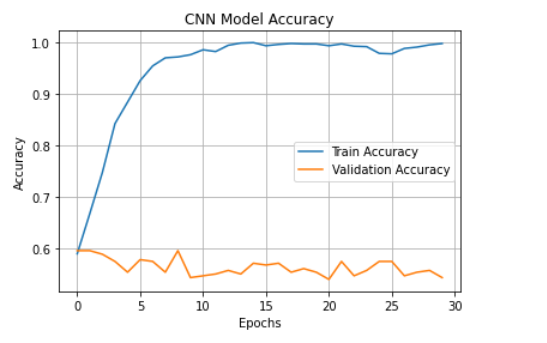 CNN Model Accuracy
1.0
0.9
0.8
0.7
0.6
Accuracy
Train Accuracy
Validation Accuracy
0 5 10 15 20 25 30
Epochs